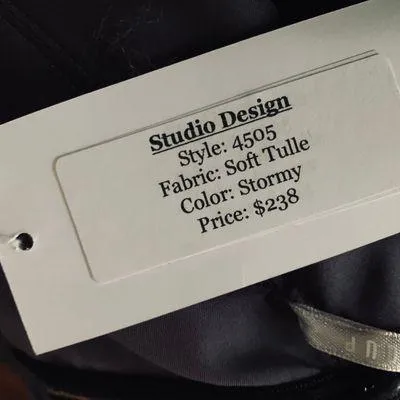 Studio Design
Style: 4505
Fabric: Soft Tulle
Color: Stormy
Price: $238